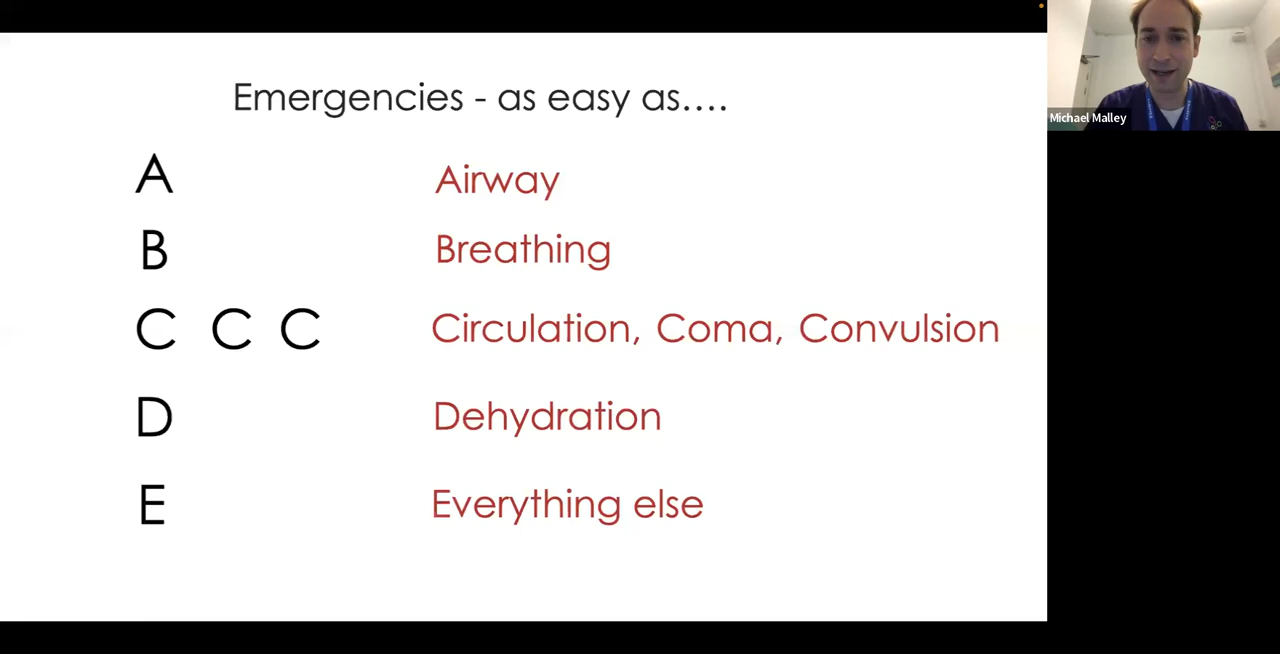 Emergencies - as easy as....
A Airway
B Breathing
C C C Circulation, Coma, Convulsion
D Dehydration
E Everything else
Michael Malley